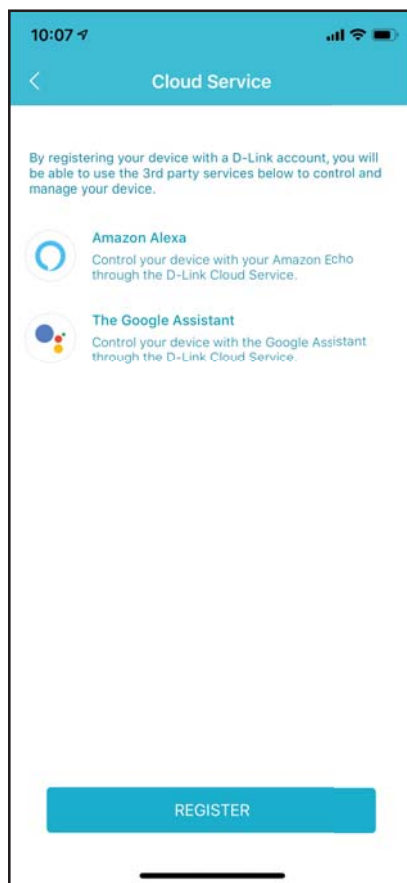 10:07
Cloud Service
By registering your device with a D-Link account, you will
be able to use the 3rd party services below to control and
manage your device.
Amazon Alexa
Control your device with your Amazon Echo
through the D-Link Cloud Service.
The Google Assistant
Control your device with the Google Assistant
through the D-Link Cloud Service.
REGISTER